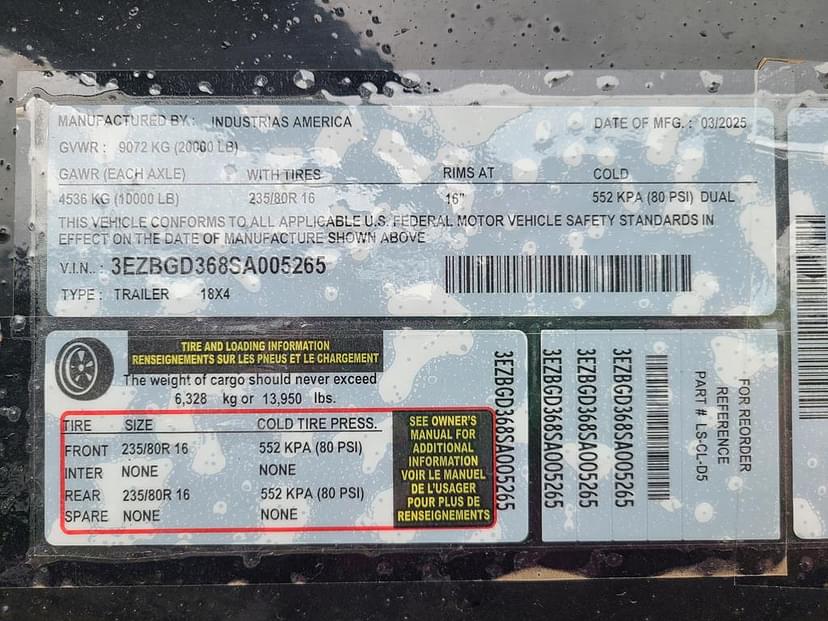 MANUFACTURED BY : INDUSTRIAS AMERICA DATE OF MFG. : 03/2025
GVWR : 9072 KG (20000 LB)
GAWR (EACH AXLE) WITH TIRES RIMS AT COLD
4536 KG (10000 LB) 235/80R 16 16" 552 KPA (80 PSI) DUAL
THIS VEHICLE CONFORMS TO ALL APPLICABLE U.S. FEDERAL MOTOR VEHICLE SAFETY STANDARDS IN
EFFECT ON THE DATE OF MANUFACTURE SHOWN ABOVE
V.I.N.. : 3EZBGD368SA005265
TYPE : TRAILER -18X4
TIRE AND LOADING INFORMATION
RENSEIGNEMENTS SUR LES PNEUS ET LE CHARGEMENT
The weight of cargo should never exceed
6,328 kg or 13,950 lbs.
TIRE SIZE COLD TIRE PRESS.
FRONT 235/80R 16 552 KPA (80 PSI)
INTER NONE NONE
REAR 235/80R 16 552 KPA (80 PSI)
SPARE NONE NONE
SEE OWNER'S
MANUAL FOR
ADDITIONAL
INFORMATION
VOIR LE MANUEL
DE L'USAGER
POUR PLUS DE
RENSEIGNEMENTS
3EZBGD368SA005265
3EZBGD368SA005265
3EZBGD368SA005265
3EZBGD368SA005265
FOR REORDER
REFERENCE
PART # LS-CL-D5